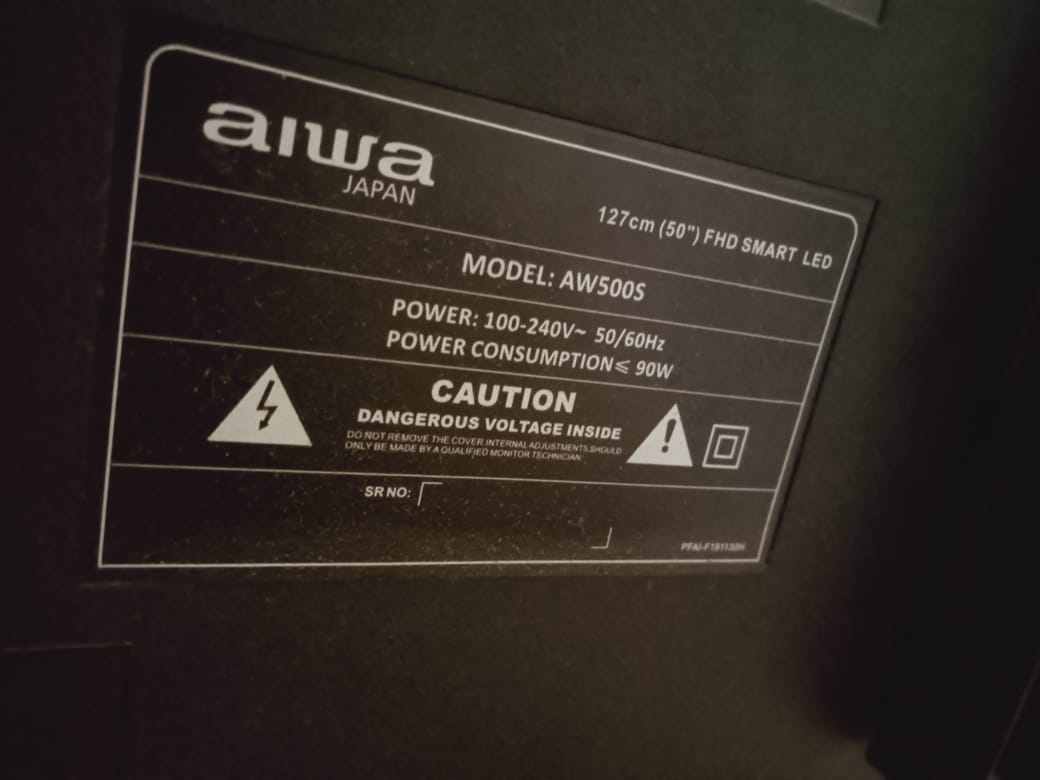 aiwa
JAPAN
127cm (50") FHD SMART LED
MODEL: AW500S
POWER: 100-240V~ 50/60Hz
POWER CONSUMPTION≤ 90W
CAUTION
DANGEROUS VOLTAGE INSIDE
DO NOT REMOVE THE COVER INTERNAL ADJUSTMENTS SHOULD
ONLY BE MADE BY A QUALIFIED MONITOR TECHNICIAN
SR NO: